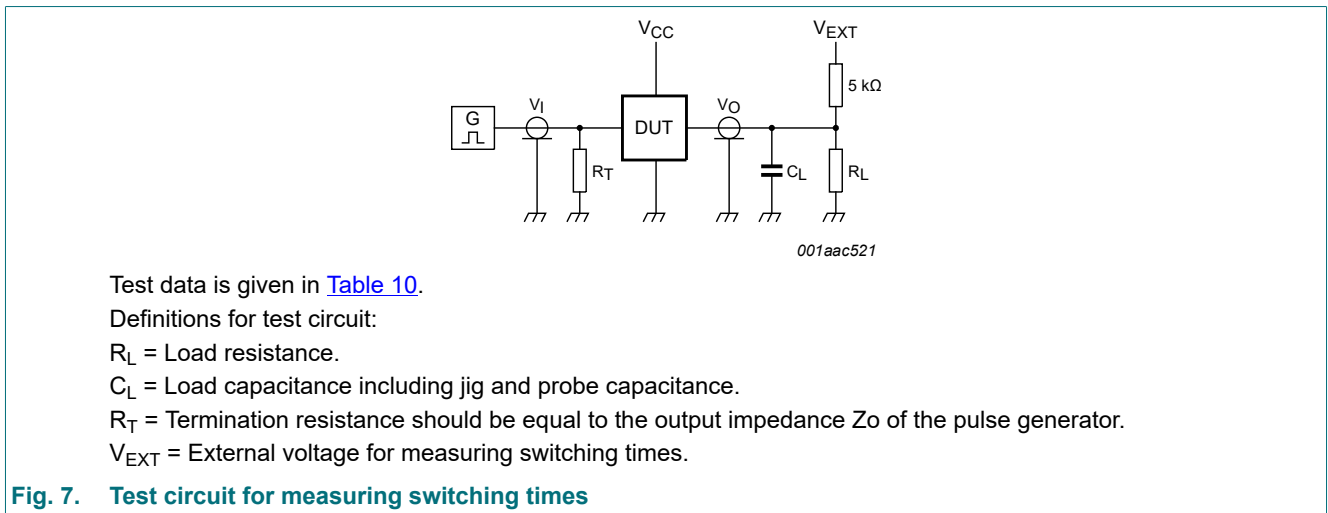 VCC
VEXT
5 kΩ
G
VI
DUT
VO
RT
CL
RL
001aac521
Test data is given in Table 10.
Definitions for test circuit:
RL = Load resistance.
CL = Load capacitance including jig and probe capacitance.
RT = Termination resistance should be equal to the output impedance Zo of the pulse generator.
VEXT = External voltage for measuring switching times.
Fig. 7. Test circuit for measuring switching times